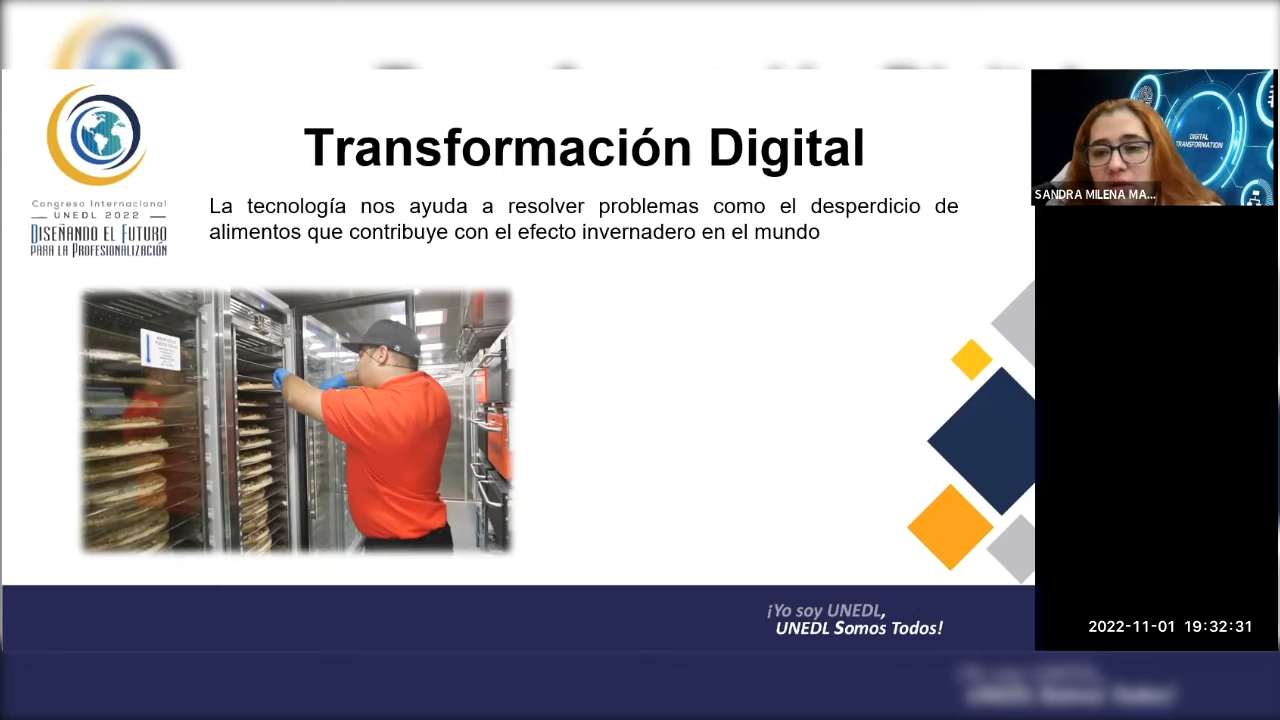 Transformación Digital
La tecnología nos ayuda a resolver problemas como el desperdicio de
alimentos que contribuye con el efecto invernadero en el mundo
Congreso Internacional
UNEDL 2022
DISEÑANDO EL FUTURO
PARA LA PROFESIONALIZACIÓN
DIGITAL
TRANSFORMATION
SANDRA MILENA MA...
¡Yo soy UNEDL,
UNEDL Somos Todos!
2022-11-01 19:32:31